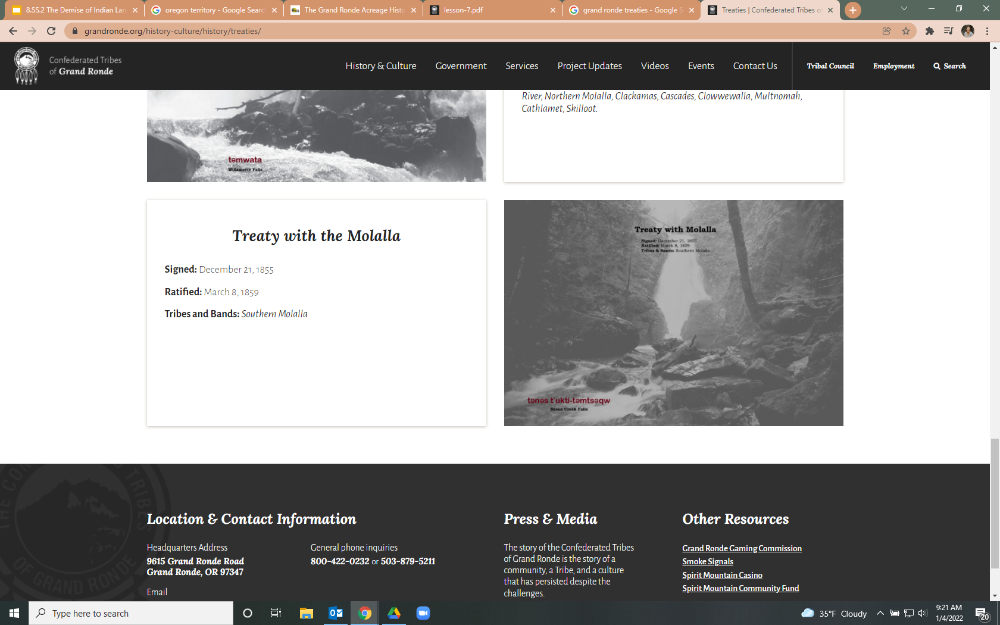 8.SS.2 The Demise of Indian Lan
oregon territory - Google Search
The Grand Ronde Acreage Histo
lesson-7.pdf
grand ronde treaties - Google S
Treaties | Confederated Tribes of
grandronde.org/history-culture/history/treaties/
Confederated Tribes
of Grand Ronde
History & Culture
Government
Services
Project Updates
Videos
Events
Contact Us
Tribal Council
Employment
Search
təmwata
Willamette Falls
River, Northern Molalla, Clackamas, Cascades, Clowwewalla, Multnomah,
Cathlamet, Skilloot.
Treaty with the Molalla
Signed: December 21, 1855
Ratified: March 8, 1859
Tribes and Bands: Southern Molalla
Treaty with Molalla
Signed: December 21, 1855
Ratified: March 8, 1859
Tribes & Bands: Southern Molalla
tənəs t'ukti-təmtsəqw
Susan Creek Falls
THE CON
TRIBES
OF GRAND RONDE
Location & Contact Information
Headquarters Address
9615 Grand Ronde Road
Grand Ronde, OR 97347
Email
General phone inquiries
800-422-0232 or 503-879-5211
Press & Media
The story of the Confederated Tribes
of Grand Ronde is the story of a
community, a Tribe, and a culture
that has persisted despite the
challenges.
Other Resources
Grand Ronde Gaming Commission
Smoke Signals
Spirit Mountain Casino
Spirit Mountain Community Fund
Type here to search
35°F Cloudy
9:21 AM
1/4/2022
20